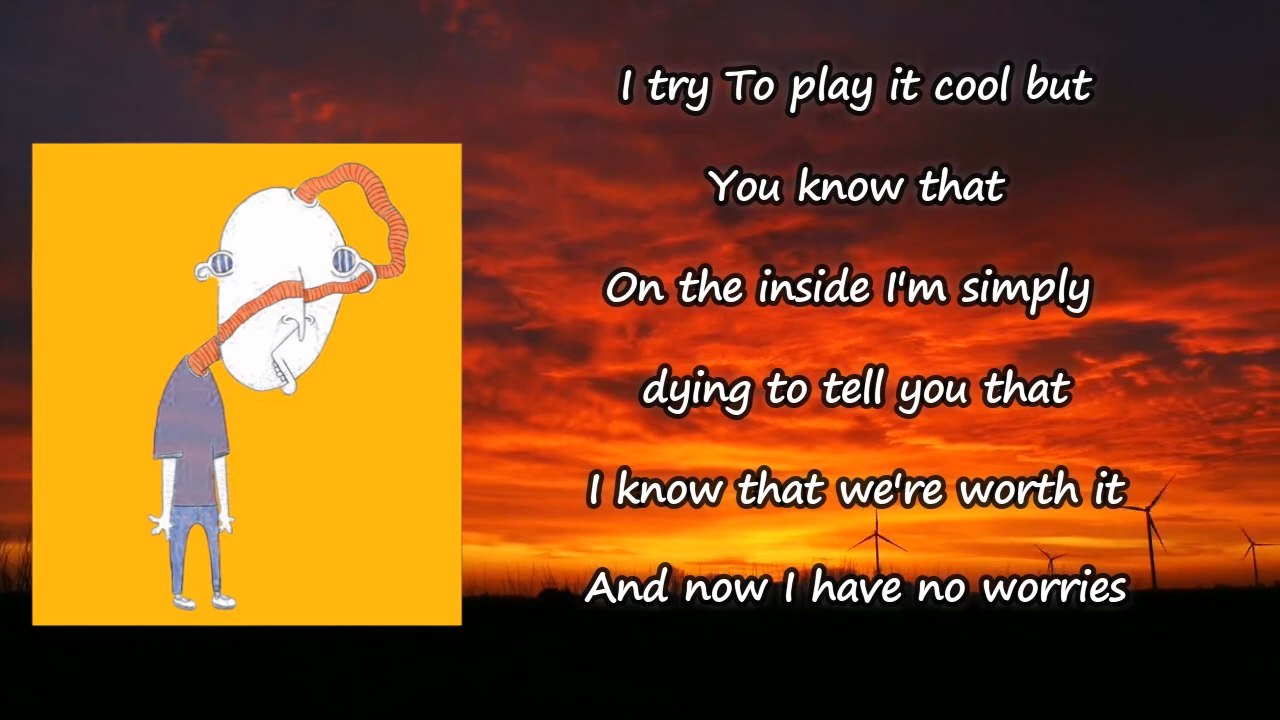 I try To play it cool but
You know that
On the inside I'm simply
dying to tell you that
I know that we're worth it
And now I have no worries